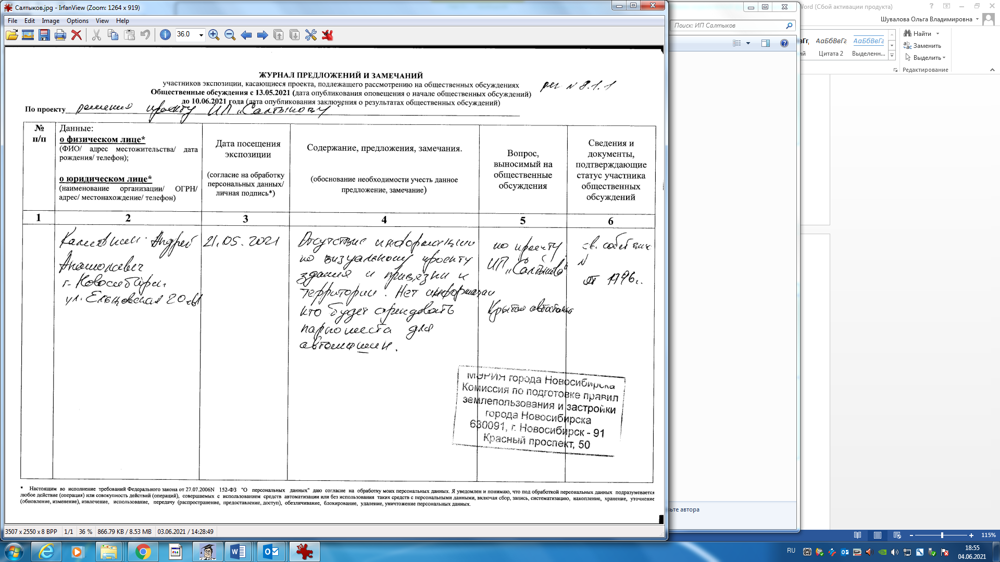 Салтыков.jpg - IrfanView (Zoom: 1264 x 919)
File Edit Image Options View Help
36.0
ЖУРНАЛ ПРЕДЛОЖЕНИЙ И ЗАМЕЧАНИЙ
участников экспозиции, касающиеся проекта, подлежащего рассмотрению на общественных обсуждениях
Общественные обсуждения с 13.05.2021 (дата опубликования оповещения о начале общественных обсуждений)
рег N 8.1.1
до 10.06.2021 года (дата опубликования заключения о результатах общественных обсуждений)
По проекту решения проекту ИП "Салтыкову"
№ п/п
Данные:
о физическом лице*
(ФИО/ адрес местожительства/ дата
рождения/ телефон);
о юридическом лице*
(наименование организации/ ОГРН/
адрес/ местонахождение/ телефон)
Дата посещения
экспозиции
(согласие на обработку
персональных данных/
личная подпись*)
Содержание, предложения, замечания.
(обоснование необходимости учесть данное
предложение, замечание)
Вопрос,
выносимый на
общественные
обсуждения
Сведения и
документы,
подтверждающие
статус участника
общественных
обсуждений
1 2 3 4 5 6
Андрей
Анатольевич
г. Новосибирск
ул. Ельцовская 20
21.05.2021
Отсутствие информации
по визуальному проекту
здания и привязки к
территории. Нет информации
кто будет арендовать
паркоместа для
автомашин.
по проекту
ИП "Салтыков"
Крытая автостоянка
св. собствен
N
от 1996г.
МЭРИЯ города Новосибирска
Комиссия по подготовке правил
землепользования и застройки
города Новосибирска
630091, г. Новосибирск - 91
Красный проспект, 50
* Настоящим во исполнение требований Федерального закона от 27.07.2006N 152-ФЗ "О персональных данных" даю согласие на обработку моих персональных данных. Я уведомлен и понимаю, что под обработкой персональных данных подразумевается
любое действие (операция) или совокупность действий (операций), совершаемых с использованием средств автоматизации или без использования таких средств с персональными данными, включая сбор, запись, систематизацию, накопление, хранение, уточнение
(обновление, изменение), извлечение, использование, передачу (распространение, предоставление, доступ), обезличивание, блокирование, удаление, уничтожение персональных данных.
3507 x 2550 x 8 BPP 1/1 36 % 866.79 KB / 8.53 MB 03.06.2021 / 14:28:49
Поиск: ИП Салтыков
ьте автора
Word (Сбой активации продукта)
Шувалова Ольга Владимировна
АаБбВвГг АаБбВвГг
Цитата 2 Выделенн...
Найти
Заменить
Выделить
Редактирование
115%
RU
18:55
04.06.2021